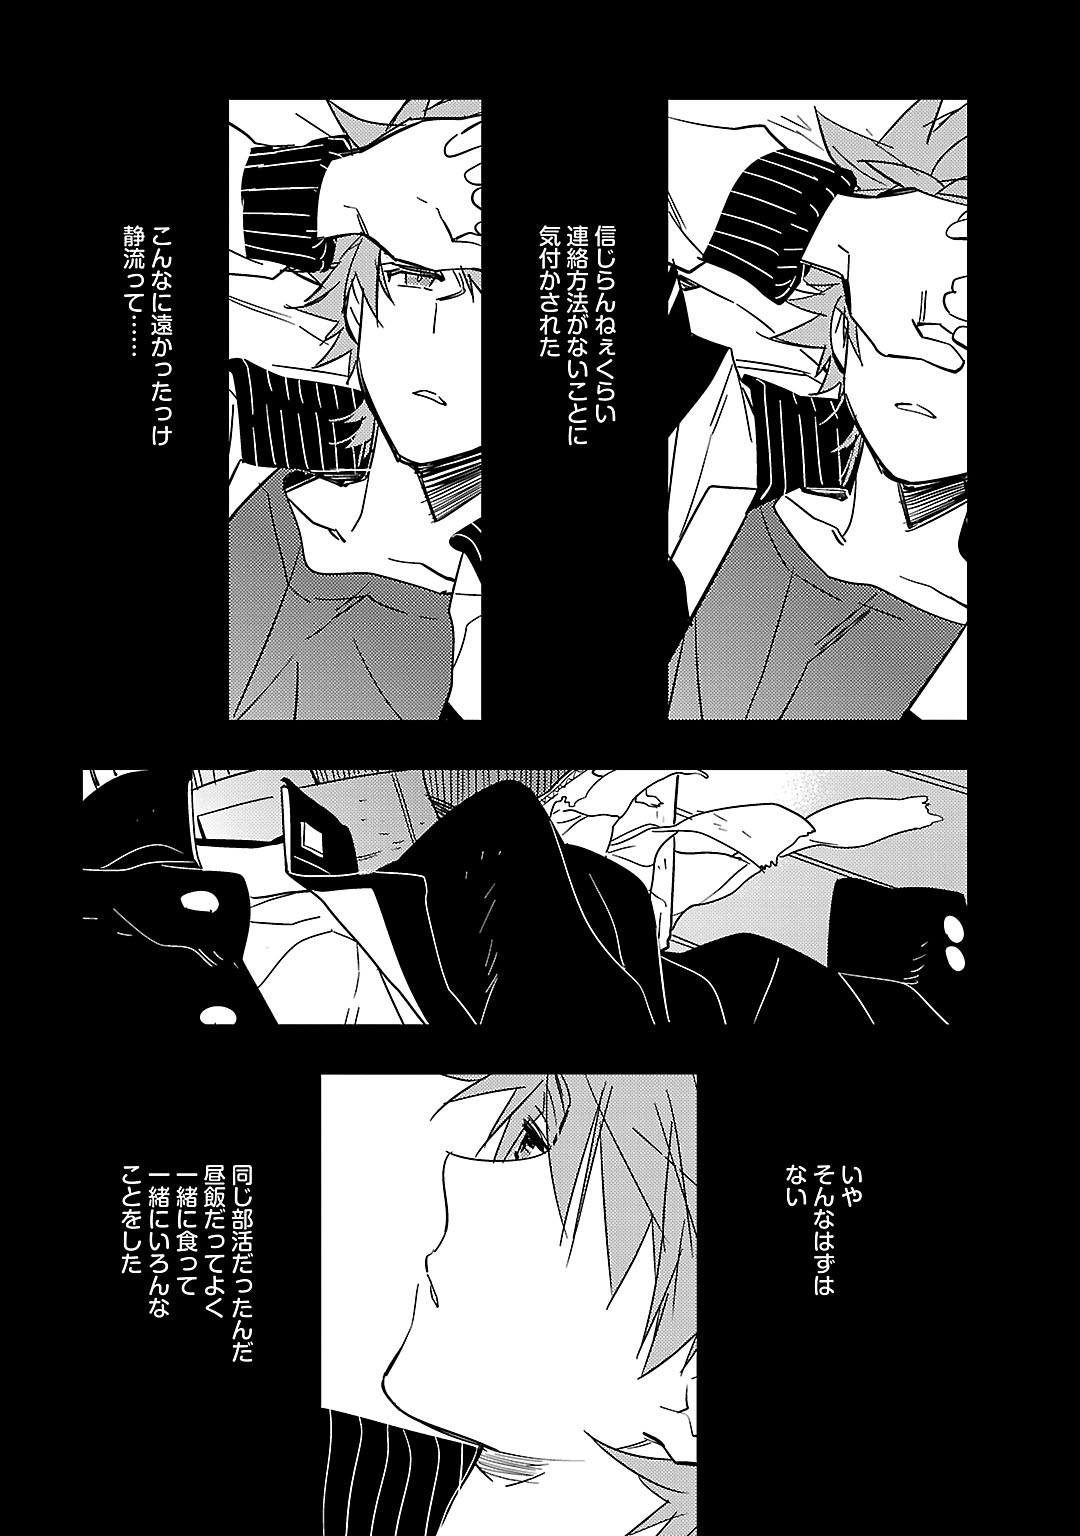 信じらんねぇくらい
連絡方法がないことに
気付かされた
こんなに遠かったっけ
静流って……
いや
そんなはずは
ない
同じ部活だったんだ
昼飯だってよく
一緒に食って
一緒にいろんな
ことをした